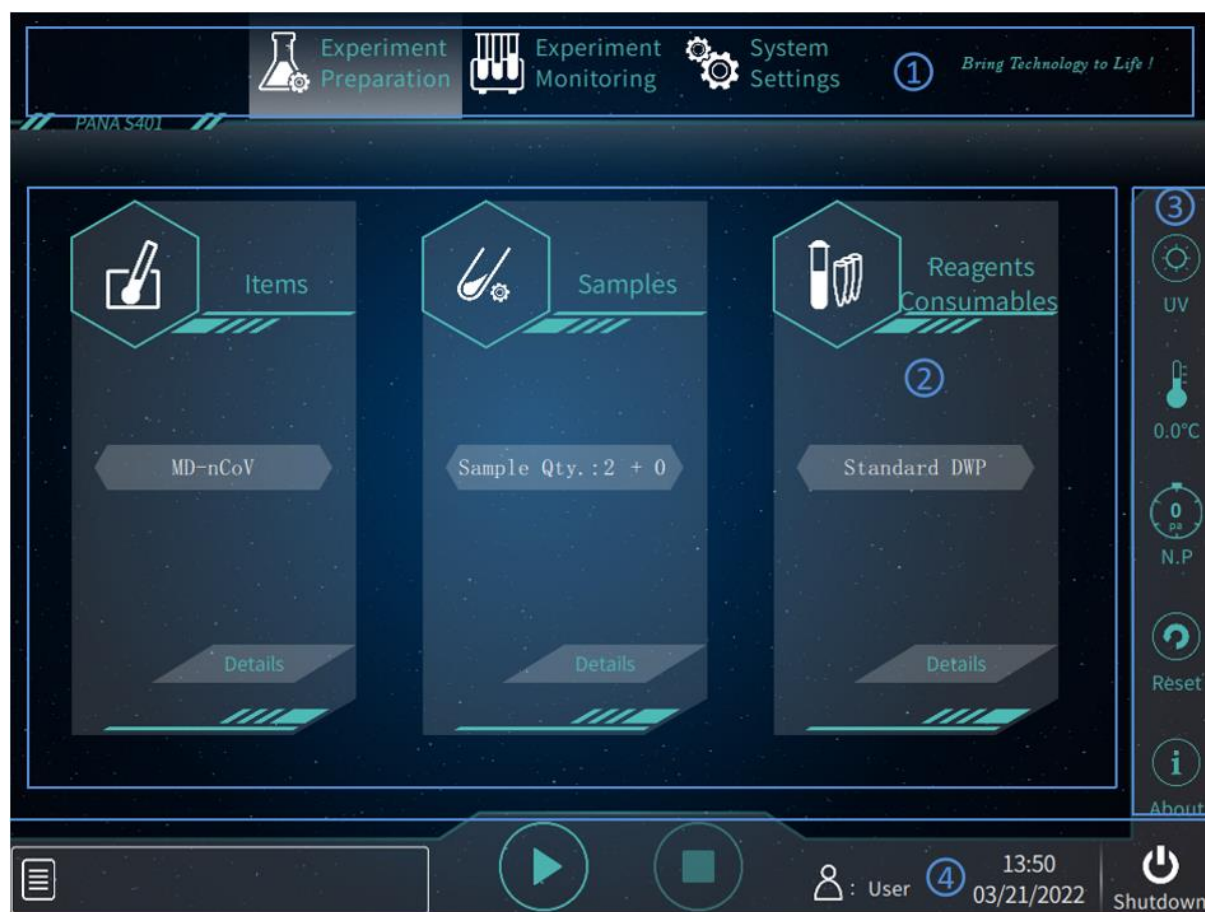 Experiment
Preparation
Experiment
Monitoring
System
Settings
①
Bring Technology to Life !
PANA S401
Items
Samples
Reagents
Consumables
②
MD-nCoV
Sample Qty.:2 + 0
Standard DWP
Details
Details
Details
③
UV
0.0°C
0
pa
N.P
Reset
i
About
: User
④
13:50
03/21/2022
Shutdown